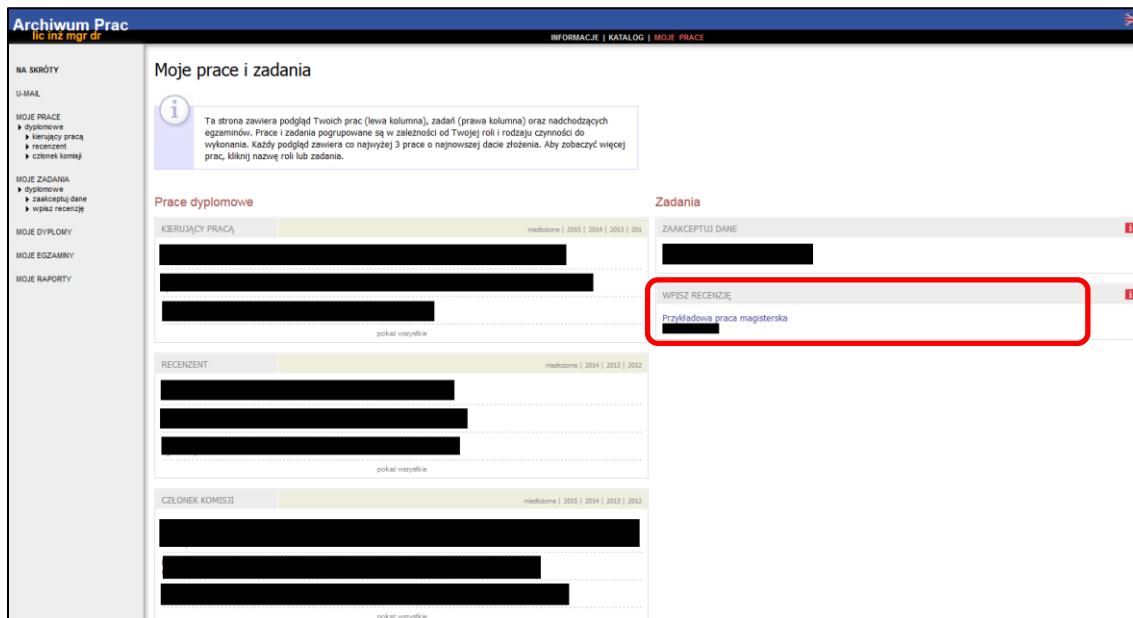 Archiwum Prac
lic inż mgr dr
INFORMACJE | KATALOG | MOJE PRACE
NA SKRÓTY
U-MAIL
MOJE PRACE
dyplomowe
kierujący pracą
recenzent
członek komisji
MOJE ZADANIA
dyplomowe
zaakceptuj dane
wpisz recenzję
MOJE DYPLOMY
MOJE EGZAMINY
MOJE RAPORTY
Moje prace i zadania
i
Ta strona zawiera podgląd Twoich prac (lewa kolumna), zadań (prawa kolumna) oraz nadchodzących
egzaminów. Prace i zadania pogrupowane są w zależności od Twojej roli i rodzaju czynności do
wykonania. Każdy podgląd zawiera co najwyżej 3 prace o najnowszej dacie złożenia. Aby zobaczyć więcej
prac, kliknij nazwę roli lub zadania.
Prace dyplomowe
KIERUJĄCY PRACĄ
niezłożone | 2015 | 2014 | 2013 | 201
pokaż wszystkie
RECENZENT
niezłożone | 2014 | 2013 | 2012
pokaż wszystkie
CZŁONEK KOMISJI
niezłożone | 2015 | 2014 | 2013 | 2012
pokaż wszystkie
Zadania
ZAAKCEPTUJ DANE
i
WPISZ RECENZJĘ
i
Przykładowa praca magisterska